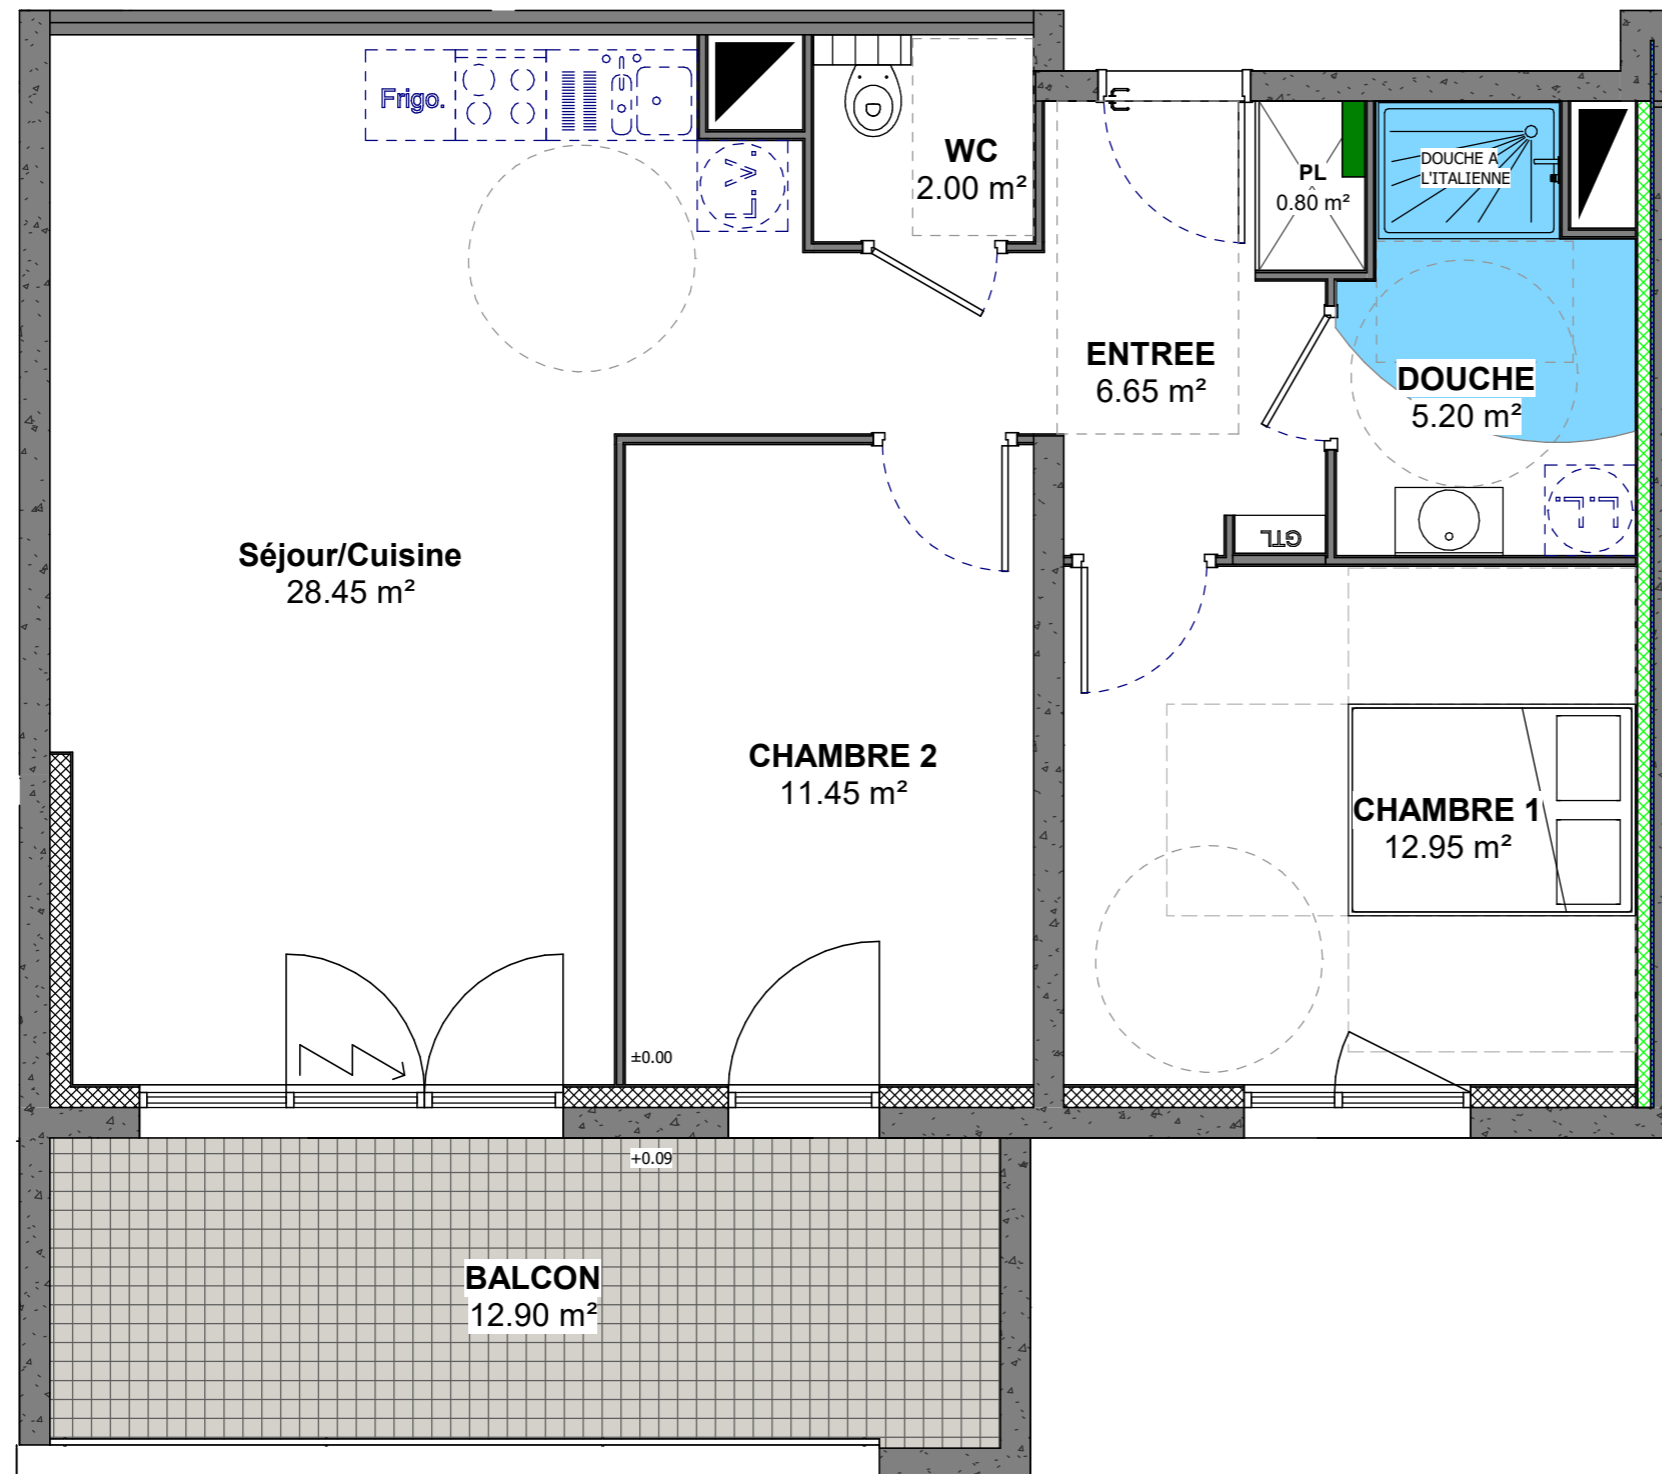 Frigo.
L.V.
WC
2.00 m²
PL
0.80 m²
DOUCHE A
L'ITALIENNE
ENTREE
6.65 m²
DOUCHE
5.20 m²
L.L
GTL
Séjour/Cuisine
28.45 m²
CHAMBRE 2
11.45 m²
CHAMBRE 1
12.95 m²
±0.00
+0.09
BALCON
12.90 m²